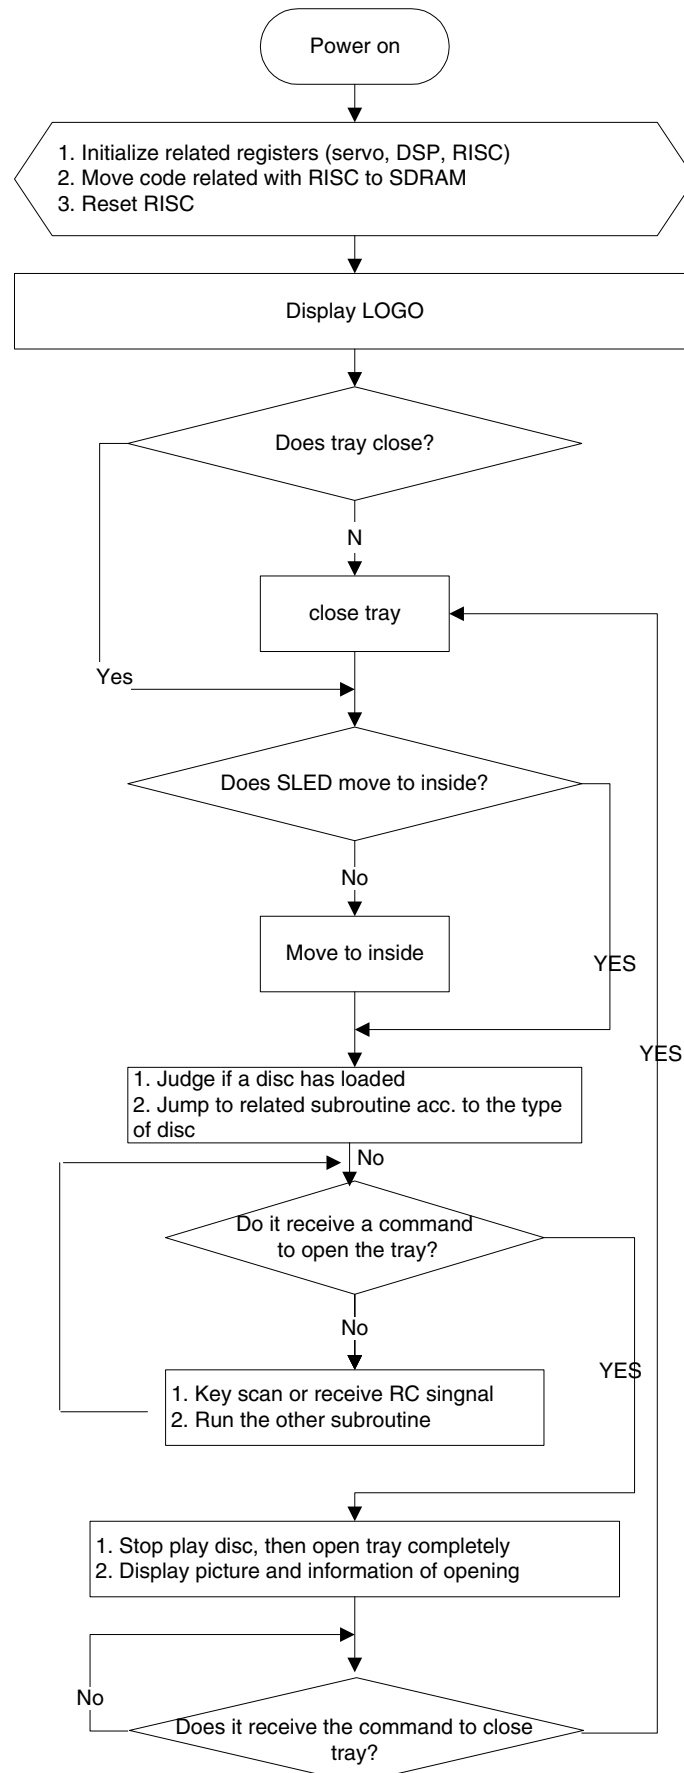 Power on
1. Initialize related registers (servo, DSP, RISC)
2. Move code related with RISC to SDRAM
3. Reset RISC
Display LOGO
Does tray close?
N
close tray
Yes
Does SLED move to inside?
No
Move to inside
YES
YES
1. Judge if a disc has loaded
2. Jump to related subroutine acc. to the type
of disc
No
Do it receive a command
to open the tray?
No
YES
1. Key scan or receive RC singnal
2. Run the other subroutine
1. Stop play disc, then open tray completely
2. Display picture and information of opening
No
Does it receive the command to close
tray?